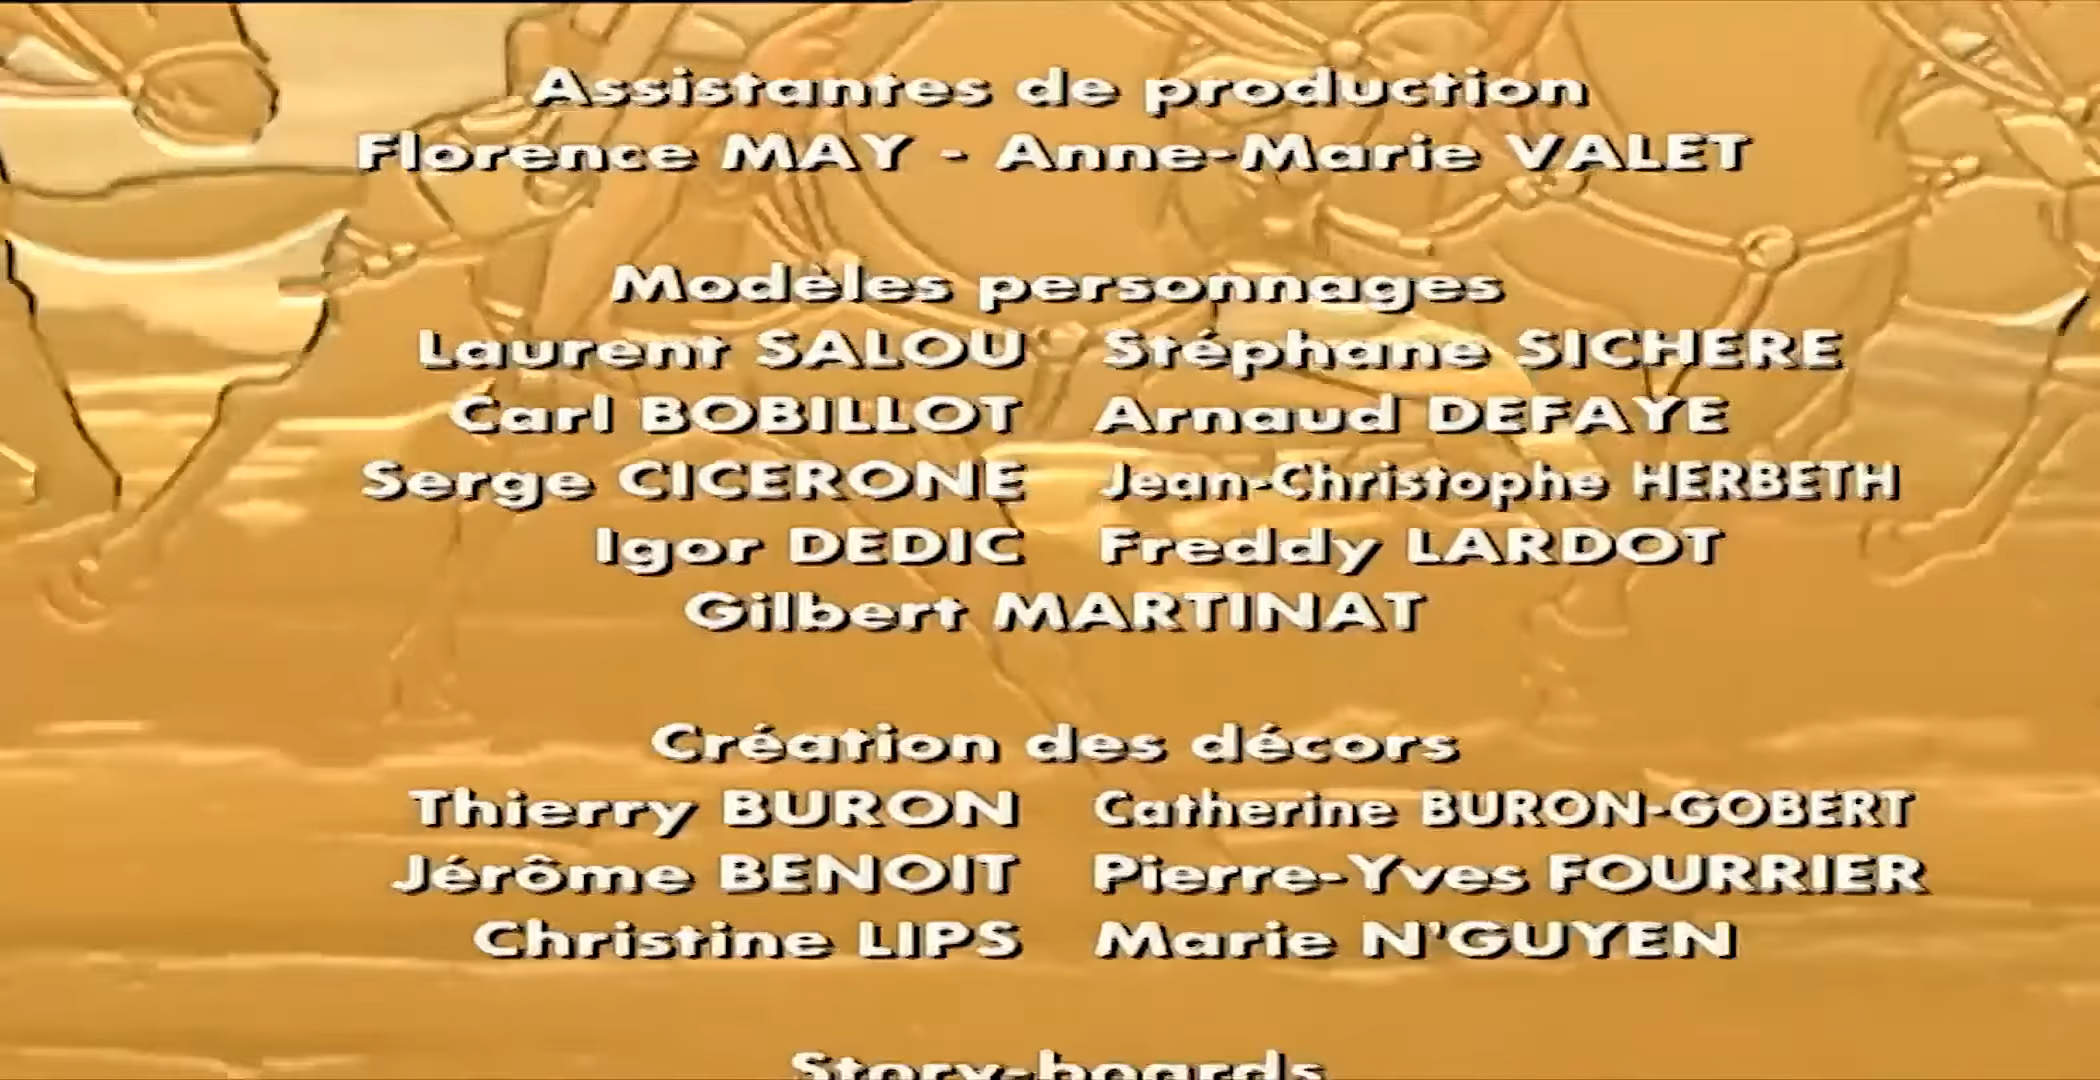 Assistantes de production
Florence MAY - Anne-Marie VALET
Modèles personnages
Laurent SALOU Stéphane SICHERE
Carl BOBILLOT Arnaud DEFAYE
Serge CICERONE Jean-Christophe HERBETH
Igor DEDIC Freddy LARDOT
Gilbert MARTINAT
Création des décors
Thierry BURON Catherine BURON-GOBERT
Jérôme BENOIT Pierre-Yves FOURRIER
Christine LIPS Marie N'GUYEN
Story-boards